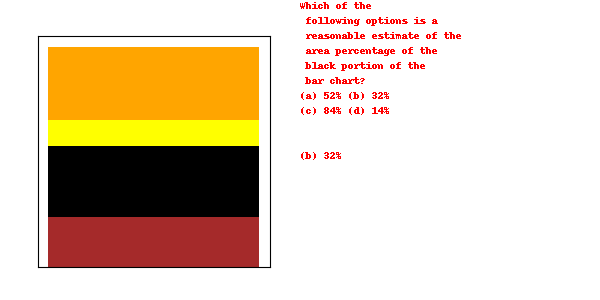 Which of the
following options is a
reasonable estimate of the
area percentage of the
black portion of the
bar chart?
(a) 52% (b) 32%
(c) 84% (d) 14%
(b) 32%